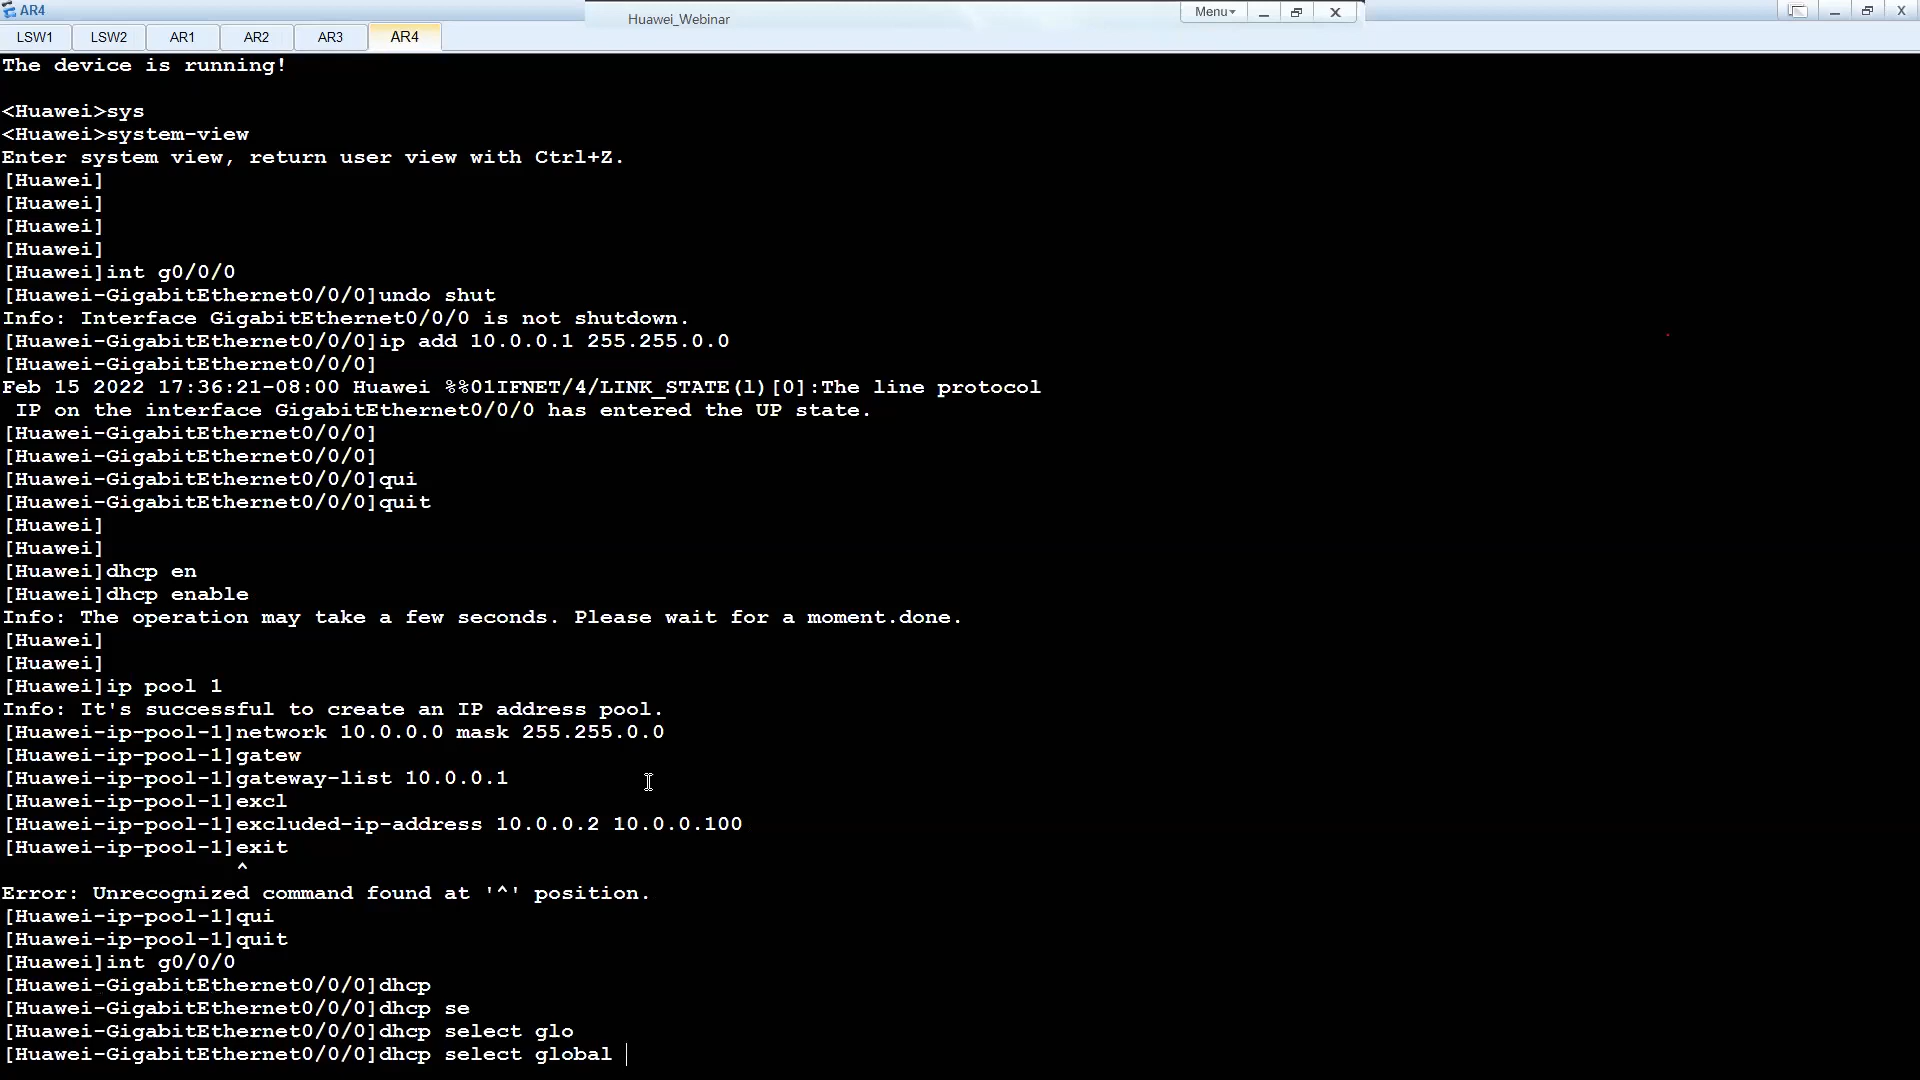 AR4
Huawei_Webinar
Menu
LSW1 LSW2 AR1 AR2 AR3 AR4
The device is running!
<Huawei>sys
<Huawei>system-view
Enter system view, return user view with Ctrl+Z.
[Huawei]
[Huawei]
[Huawei]
[Huawei]
[Huawei]int g0/0/0
[Huawei-GigabitEthernet0/0/0]undo shut
Info: Interface GigabitEthernet0/0/0 is not shutdown.
[Huawei-GigabitEthernet0/0/0]ip add 10.0.0.1 255.255.0.0
[Huawei-GigabitEthernet0/0/0]
Feb 15 2022 17:36:21-08:00 Huawei %%01IFNET/4/LINK_STATE(l)[0]:The line protocol
IP on the interface GigabitEthernet0/0/0 has entered the UP state.
[Huawei-GigabitEthernet0/0/0]
[Huawei-GigabitEthernet0/0/0]
[Huawei-GigabitEthernet0/0/0]qui
[Huawei-GigabitEthernet0/0/0]quit
[Huawei]
[Huawei]
[Huawei]dhcp en
[Huawei]dhcp enable
Info: The operation may take a few seconds. Please wait for a moment.done.
[Huawei]
[Huawei]
[Huawei]ip pool 1
Info: It's successful to create an IP address pool.
[Huawei-ip-pool-1]network 10.0.0.0 mask 255.255.0.0
[Huawei-ip-pool-1]gatew
[Huawei-ip-pool-1]gateway-list 10.0.0.1
[Huawei-ip-pool-1]excl
[Huawei-ip-pool-1]excluded-ip-address 10.0.0.2 10.0.0.100
[Huawei-ip-pool-1]exit
^
Error: Unrecognized command found at '^' position.
[Huawei-ip-pool-1]qui
[Huawei-ip-pool-1]quit
[Huawei]int g0/0/0
[Huawei-GigabitEthernet0/0/0]dhcp
[Huawei-GigabitEthernet0/0/0]dhcp se
[Huawei-GigabitEthernet0/0/0]dhcp select glo
[Huawei-GigabitEthernet0/0/0]dhcp select global